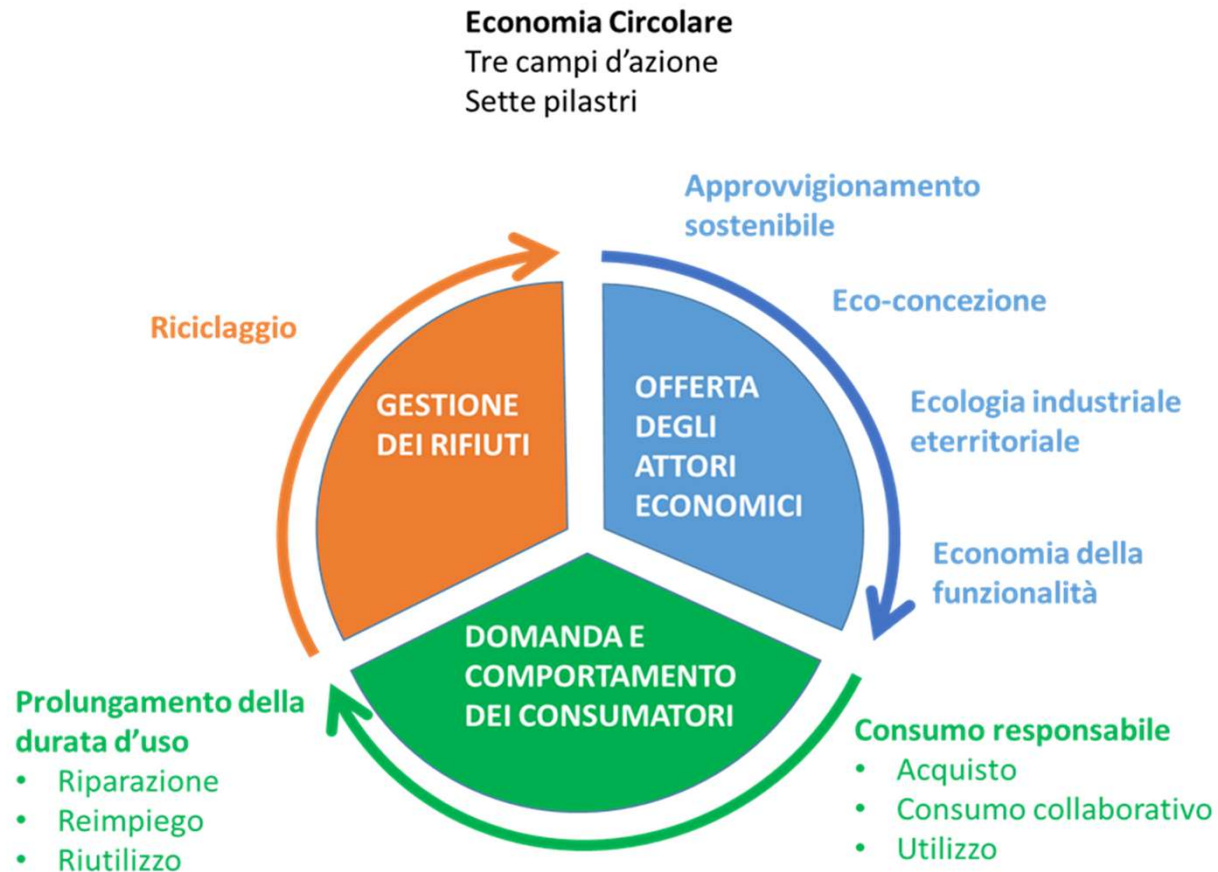 Economia Circolare
Tre campi d’azione
Sette pilastri
Approvvigionamento
sostenibile
Eco-concezione
Ecologia industriale
eterritoriale
Economia della
funzionalità
Riciclaggio
GESTIONE
DEI RIFIUTI
OFFERTA
DEGLI
ATTORI
ECONOMICI
DOMANDA E
COMPORTAMENTO
DEI CONSUMATORI
Consumo responsabile
• Acquisto
• Consumo collaborativo
• Utilizzo
Prolungamento della
durata d’uso
• Riparazione
• Reimpiego
• Riutilizzo